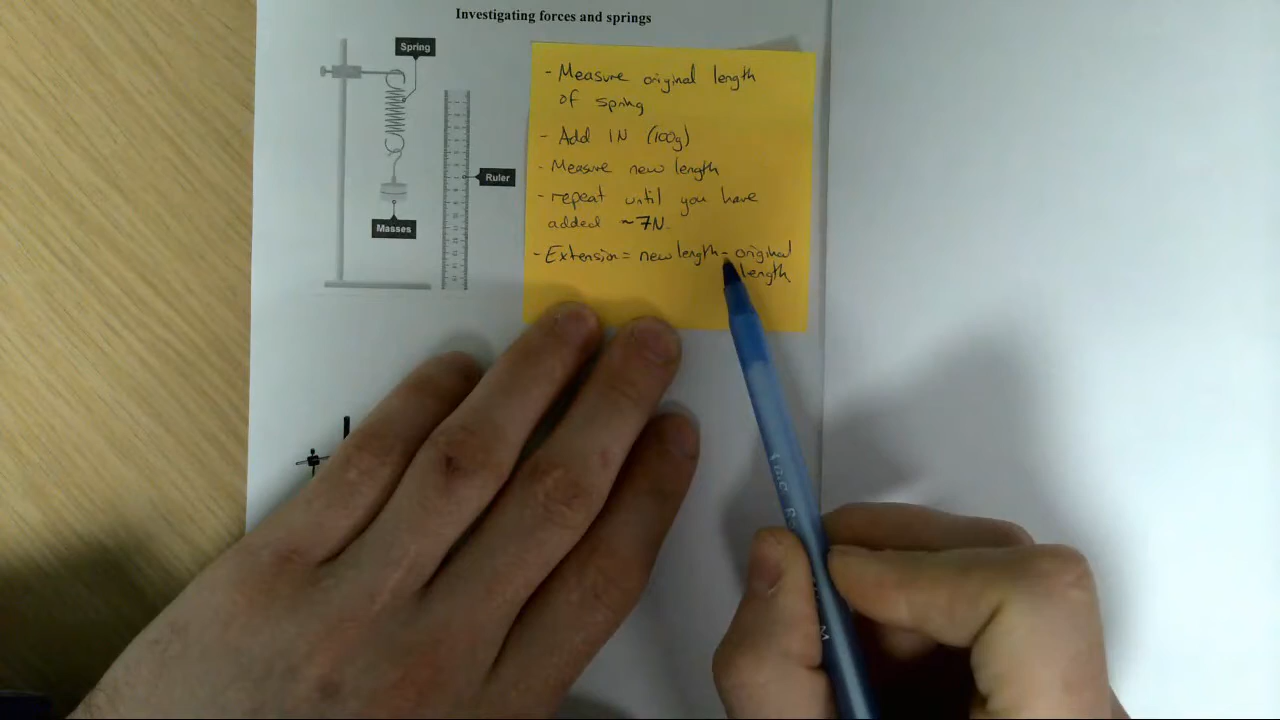 Investigating forces and springs
Spring
Ruler
Masses
- Measure original length
of spring
- Add 1N (100g)
- Measure new length
- repeat until you have
added ~7N.
- Extension = new length - original
length
M